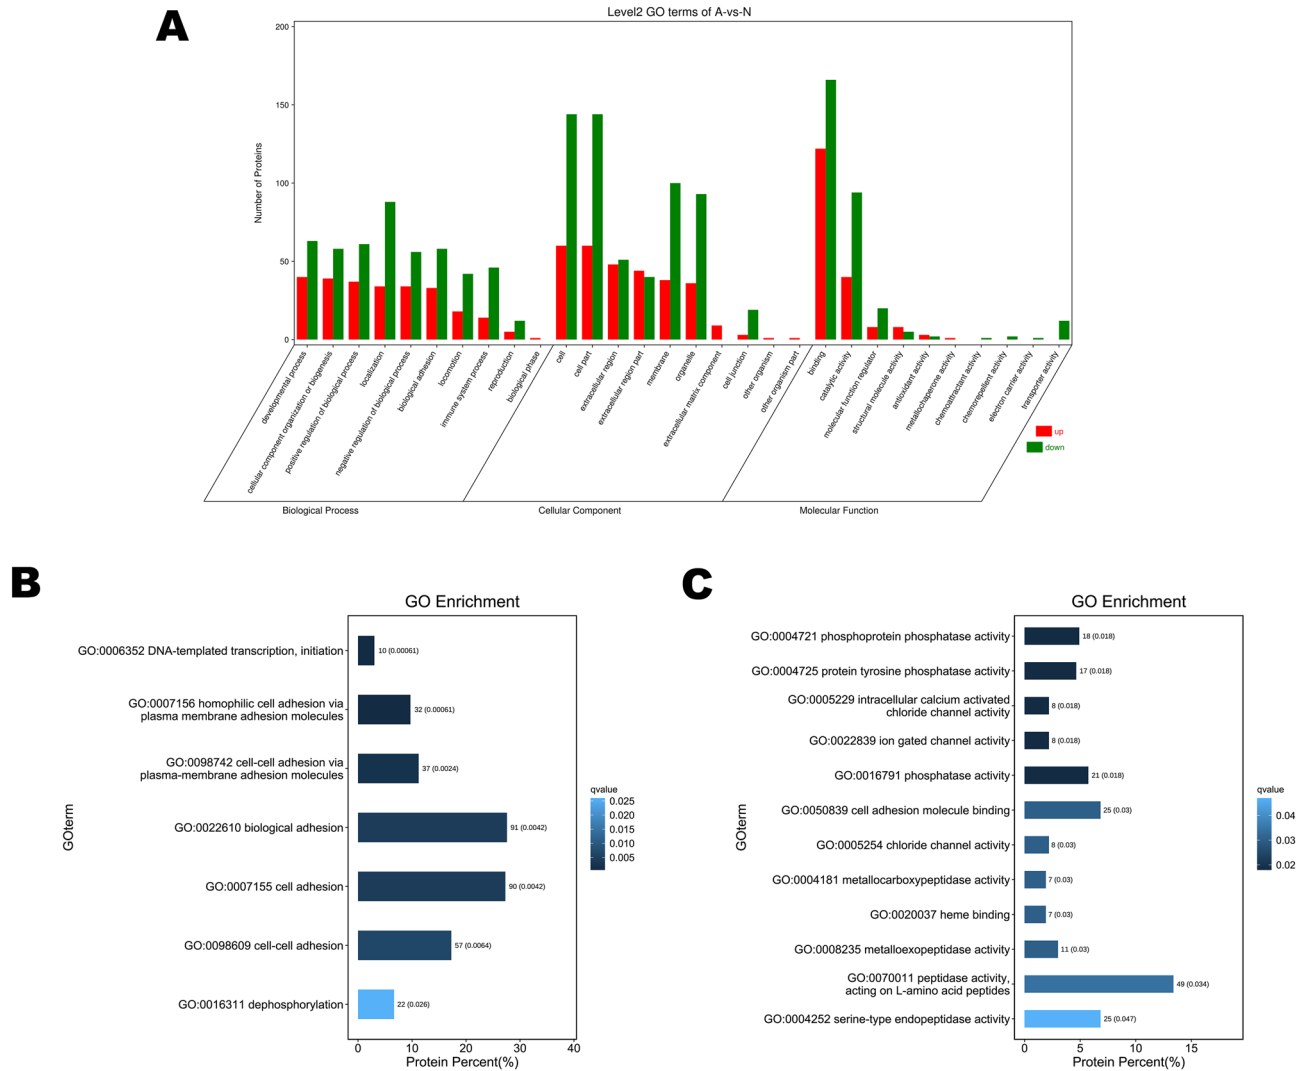 A
Level2 GO terms of A-vs-N
Number of Proteins
200
150
100
50
0
developmental process
cellular component organization or biogenesis
positive regulation of biological process
localization
negative regulation of biological process
biological adhesion
locomotion
immune system process
reproduction
biological phase
cell
cell part
extracellular region
extracellular region part
membrane
organelle
extracellular matrix component
cell junction
other organism
other organism part
binding
catalytic activity
molecular function regulator
structural molecule activity
antioxidant activity
metallochaperone activity
chemoattractant activity
chemorepellent activity
electron carrier activity
transporter activity
up
down
Biological Process
Cellular Component
Molecular Function
B
GO Enrichment
GOterm
GO:0006352 DNA-templated transcription, initiation
10 (0.00061)
GO:0007156 homophilic cell adhesion via
plasma membrane adhesion molecules
32 (0.00061)
GO:0098742 cell-cell adhesion via
plasma-membrane adhesion molecules
37 (0.0024)
GO:0022610 biological adhesion
91 (0.0042)
GO:0007155 cell adhesion
90 (0.0042)
GO:0098609 cell-cell adhesion
57 (0.0064)
GO:0016311 dephosphorylation
22 (0.026)
0
10
20
30
40
Protein Percent(%)
qvalue
0.025
0.020
0.015
0.010
0.005
C
GO Enrichment
GOterm
GO:0004721 phosphoprotein phosphatase activity
18 (0.018)
GO:0004725 protein tyrosine phosphatase activity
17 (0.018)
GO:0005229 intracellular calcium activated
chloride channel activity
8 (0.018)
GO:0022839 ion gated channel activity
8 (0.018)
GO:0016791 phosphatase activity
21 (0.018)
GO:0050839 cell adhesion molecule binding
25 (0.03)
GO:0005254 chloride channel activity
8 (0.03)
GO:0004181 metallocarboxypeptidase activity
7 (0.03)
GO:0020037 heme binding
7 (0.03)
GO:0008235 metalloexopeptidase activity
11 (0.03)
GO:0070011 peptidase activity,
acting on L-amino acid peptides
49 (0.034)
GO:0004252 serine-type endopeptidase activity
25 (0.047)
0
5
10
15
Protein Percent(%)
qvalue
0.04
0.03
0.02